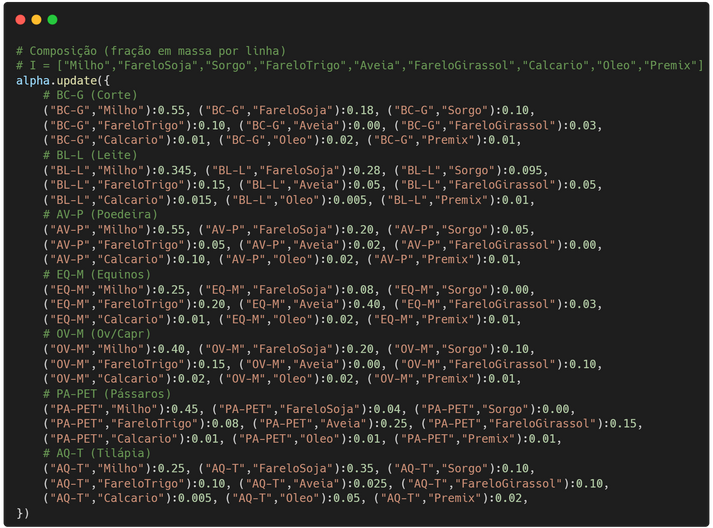 # Composição (fração em massa por linha)
# I = ["Milho","FareloSoja","Sorgo","FareloTrigo","Aveia","FareloGirassol","Calcario","Oleo","Premix"]
alpha.update({
    # BC-G (Corte)
    ("BC-G","Milho"):0.55, ("BC-G","FareloSoja"):0.18, ("BC-G","Sorgo"):0.10,
    ("BC-G","FareloTrigo"):0.10, ("BC-G","Aveia"):0.00, ("BC-G","FareloGirassol"):0.03,
    ("BC-G","Calcario"):0.01, ("BC-G","Oleo"):0.02, ("BC-G","Premix"):0.01,
    # BL-L (Leite)
    ("BL-L","Milho"):0.345, ("BL-L","FareloSoja"):0.28, ("BL-L","Sorgo"):0.095,
    ("BL-L","FareloTrigo"):0.15, ("BL-L","Aveia"):0.05, ("BL-L","FareloGirassol"):0.05,
    ("BL-L","Calcario"):0.015, ("BL-L","Oleo"):0.005, ("BL-L","Premix"):0.01,
    # AV-P (Poedeira)
    ("AV-P","Milho"):0.55, ("AV-P","FareloSoja"):0.20, ("AV-P","Sorgo"):0.05,
    ("AV-P","FareloTrigo"):0.05, ("AV-P","Aveia"):0.02, ("AV-P","FareloGirassol"):0.00,
    ("AV-P","Calcario"):0.10, ("AV-P","Oleo"):0.02, ("AV-P","Premix"):0.01,
    # EQ-M (Equinos)
    ("EQ-M","Milho"):0.25, ("EQ-M","FareloSoja"):0.08, ("EQ-M","Sorgo"):0.00,
    ("EQ-M","FareloTrigo"):0.20, ("EQ-M","Aveia"):0.40, ("EQ-M","FareloGirassol"):0.03,
    ("EQ-M","Calcario"):0.01, ("EQ-M","Oleo"):0.02, ("EQ-M","Premix"):0.01,
    # OV-M (Ov/Capr)
    ("OV-M","Milho"):0.40, ("OV-M","FareloSoja"):0.20, ("OV-M","Sorgo"):0.10,
    ("OV-M","FareloTrigo"):0.15, ("OV-M","Aveia"):0.00, ("OV-M","FareloGirassol"):0.10,
    ("OV-M","Calcario"):0.02, ("OV-M","Oleo"):0.02, ("OV-M","Premix"):0.01,
    # PA-PET (Pássaros)
    ("PA-PET","Milho"):0.45, ("PA-PET","FareloSoja"):0.04, ("PA-PET","Sorgo"):0.00,
    ("PA-PET","FareloTrigo"):0.08, ("PA-PET","Aveia"):0.25, ("PA-PET","FareloGirassol"):0.15,
    ("PA-PET","Calcario"):0.01, ("PA-PET","Oleo"):0.01, ("PA-PET","Premix"):0.01,
    # AQ-T (Tilápia)
    ("AQ-T","Milho"):0.25, ("AQ-T","FareloSoja"):0.35, ("AQ-T","Sorgo"):0.10,
    ("AQ-T","FareloTrigo"):0.10, ("AQ-T","Aveia"):0.025, ("AQ-T","FareloGirassol"):0.10,
    ("AQ-T","Calcario"):0.005, ("AQ-T","Oleo"):0.05, ("AQ-T","Premix"):0.02,
})